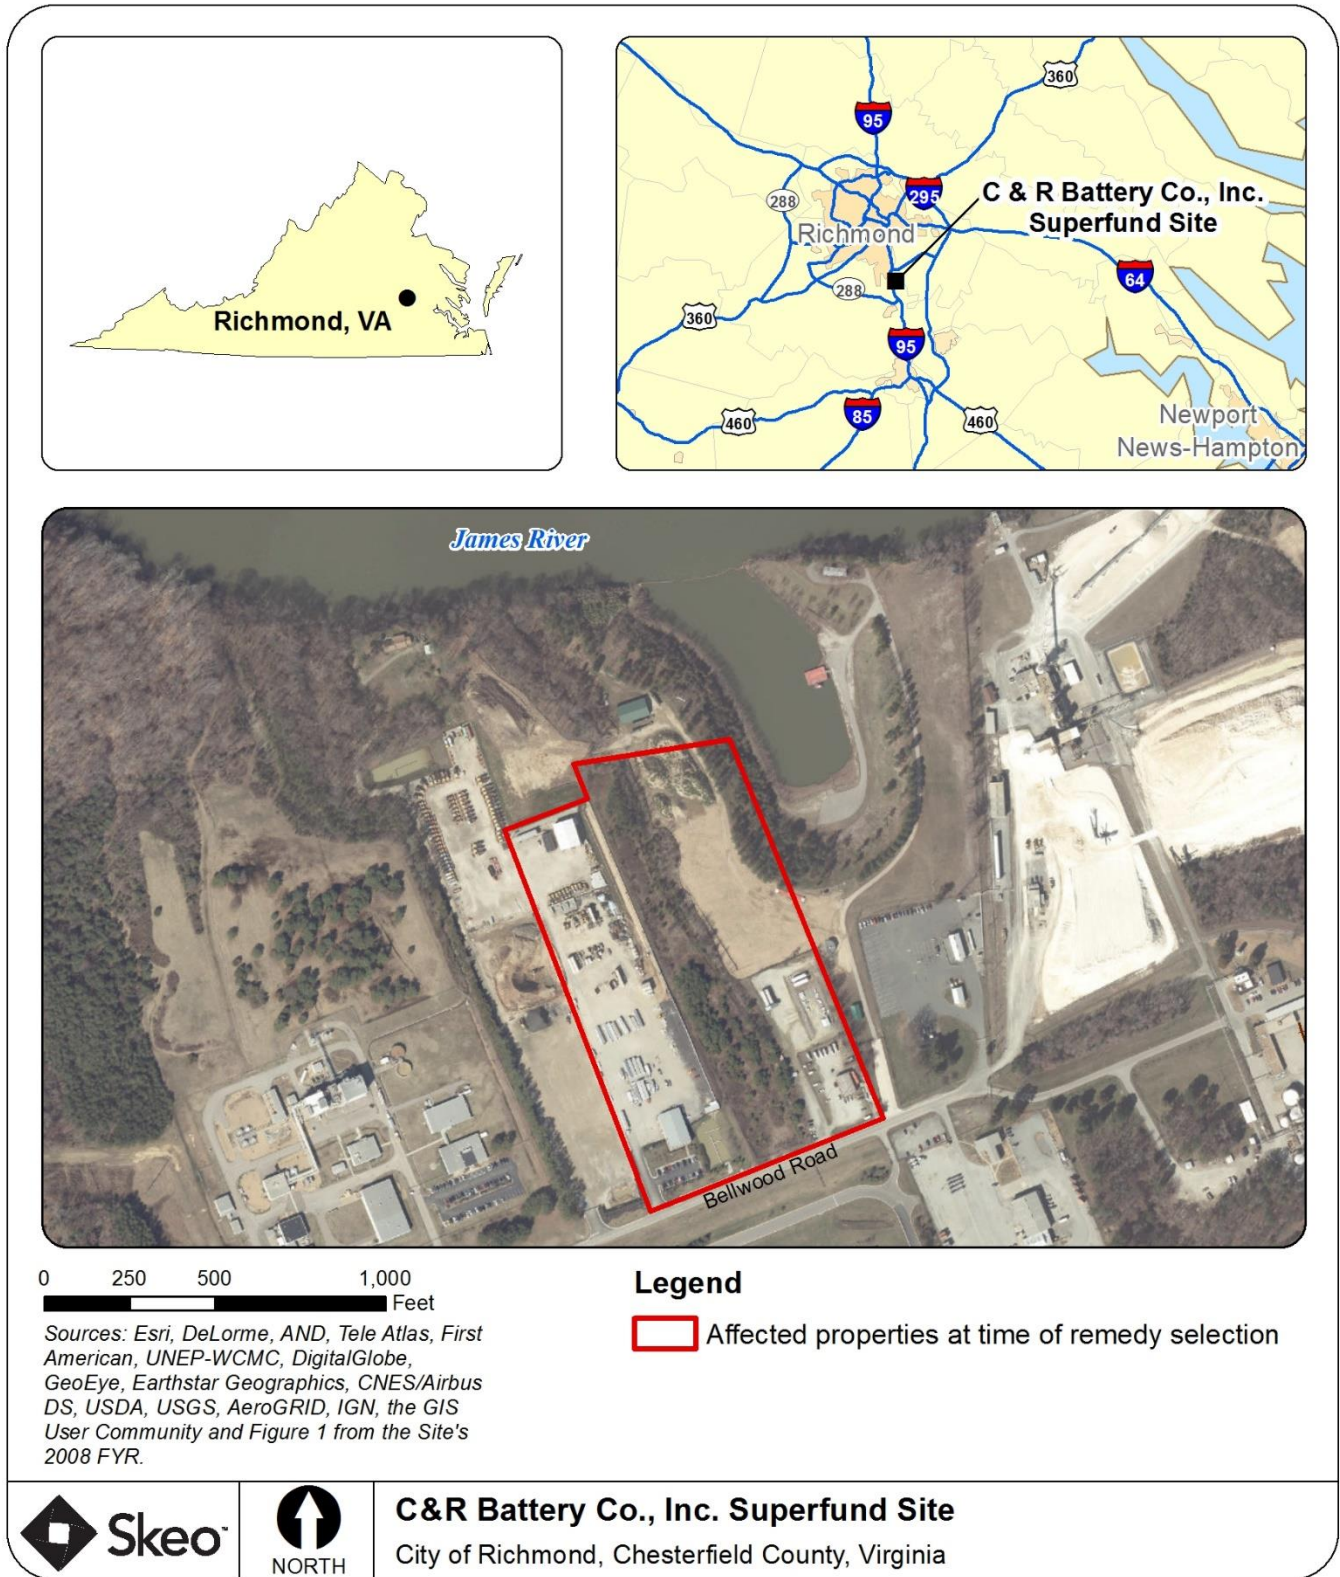 Richmond, VA
360
95
295
C & R Battery Co., Inc.
Superfund Site
288
Richmond
64
288
360
95
85
460
460
Newport
News-Hampton
James River
Bellwood Road
0 250 500 1,000
Feet
Sources: Esri, DeLorme, AND, Tele Atlas, First
American, UNEP-WCMC, DigitalGlobe,
GeoEye, Earthstar Geographics, CNES/Airbus
DS, USDA, USGS, AeroGRID, IGN, the GIS
User Community and Figure 1 from the Site's
2008 FYR.
Legend
Affected properties at time of remedy selection
Skeo™
NORTH
C&R Battery Co., Inc. Superfund Site
City of Richmond, Chesterfield County, Virginia